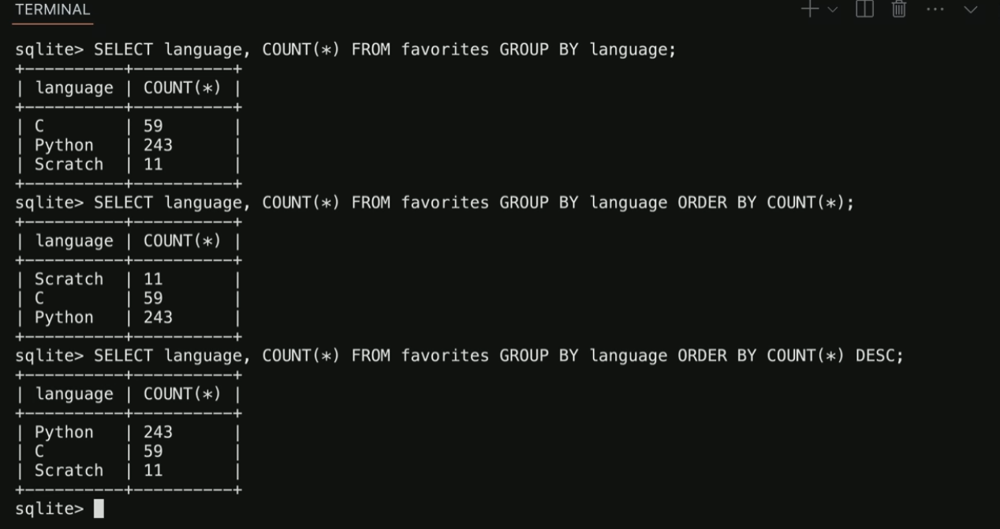 TERMINAL
sqlite> SELECT language, COUNT(*) FROM favorites GROUP BY language;
+----------+----------+
| language | COUNT(*) |
+----------+----------+
| C        | 59       |
| Python   | 243      |
| Scratch  | 11       |
+----------+----------+
sqlite> SELECT language, COUNT(*) FROM favorites GROUP BY language ORDER BY COUNT(*);
+----------+----------+
| language | COUNT(*) |
+----------+----------+
| Scratch  | 11       |
| C        | 59       |
| Python   | 243      |
+----------+----------+
sqlite> SELECT language, COUNT(*) FROM favorites GROUP BY language ORDER BY COUNT(*) DESC;
+----------+----------+
| language | COUNT(*) |
+----------+----------+
| Python   | 243      |
| C        | 59       |
| Scratch  | 11       |
+----------+----------+
sqlite>